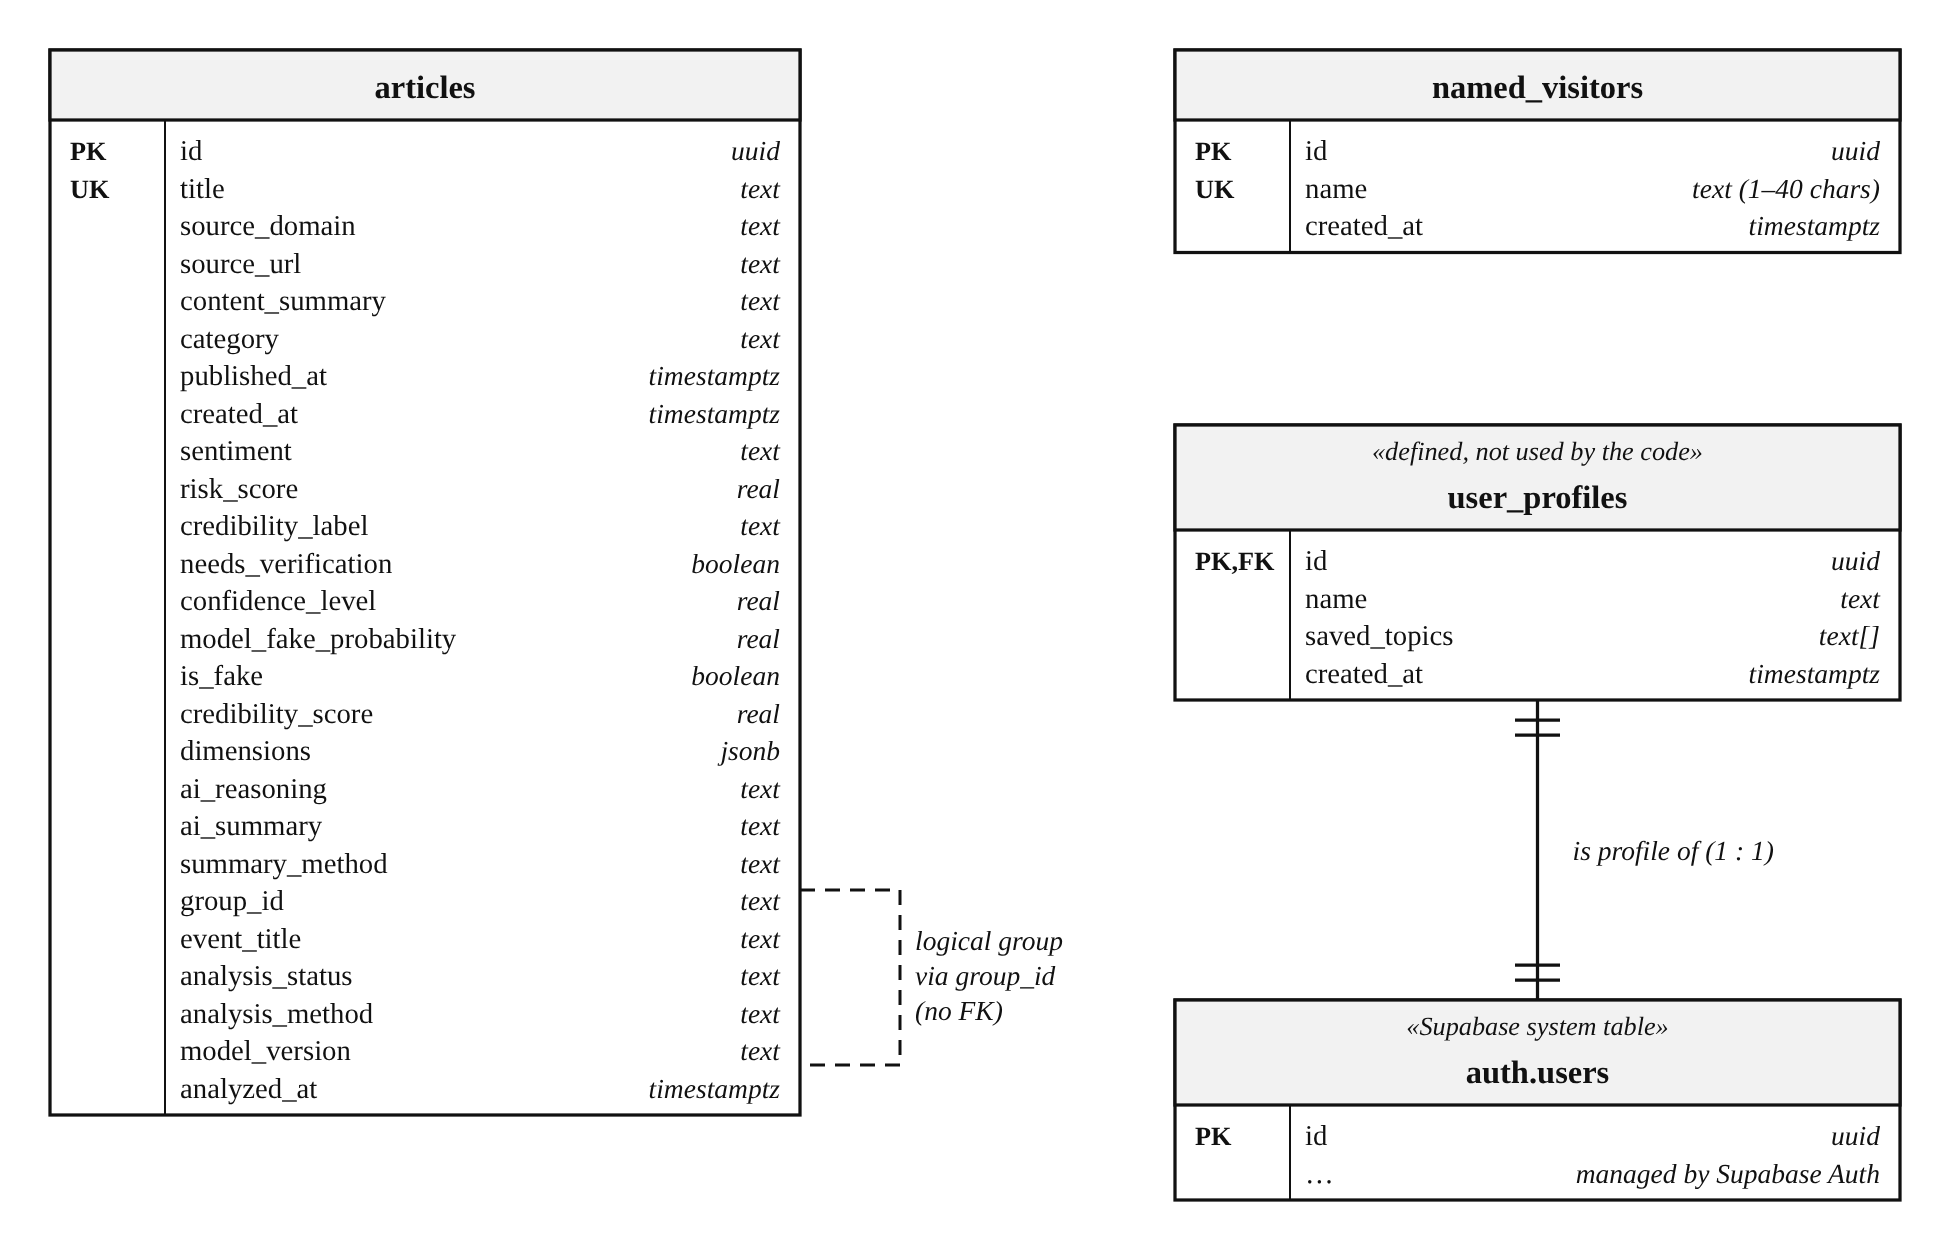 articles
PK id uuid
UK title text
source_domain text
source_url text
content_summary text
category text
published_at timestamptz
created_at timestamptz
sentiment text
risk_score real
credibility_label text
needs_verification boolean
confidence_level real
model_fake_probability real
is_fake boolean
credibility_score real
dimensions jsonb
ai_reasoning text
ai_summary text
summary_method text
group_id text
event_title text
analysis_status text
analysis_method text
model_version text
analyzed_at timestamptz
logical group
via group_id
(no FK)
named_visitors
PK id uuid
UK name text (1–40 chars)
created_at timestamptz
«defined, not used by the code»
user_profiles
PK,FK id uuid
name text
saved_topics text[]
created_at timestamptz
is profile of (1 : 1)
«Supabase system table»
auth.users
PK id uuid
… managed by Supabase Auth